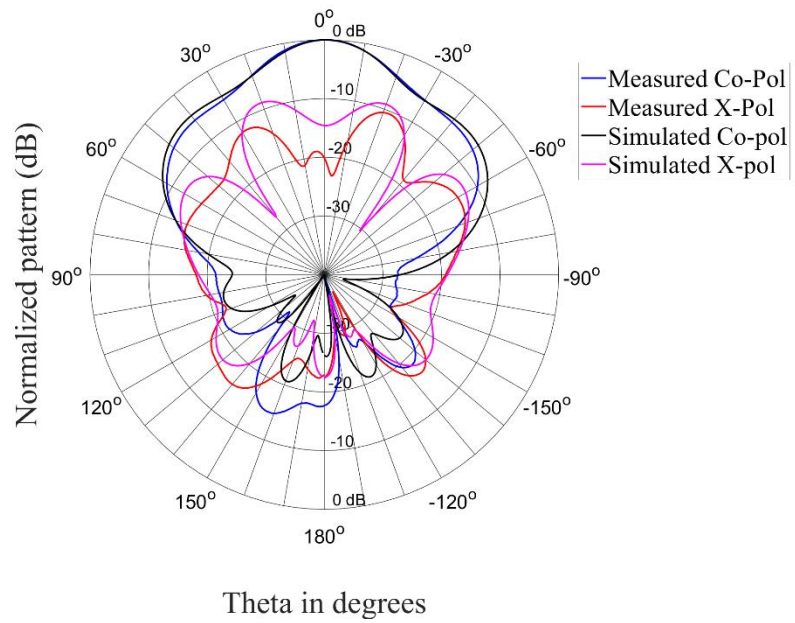 0°
0 dB
30°
-30°
-10
Measured Co-Pol
Measured X-Pol
Simulated Co-pol
Simulated X-pol
60°
-60°
-20
-30
Normalized pattern (dB)
90°
-90°
-30
-20
120°
-150°
-10
150°
-120°
0 dB
180°
Theta in degrees